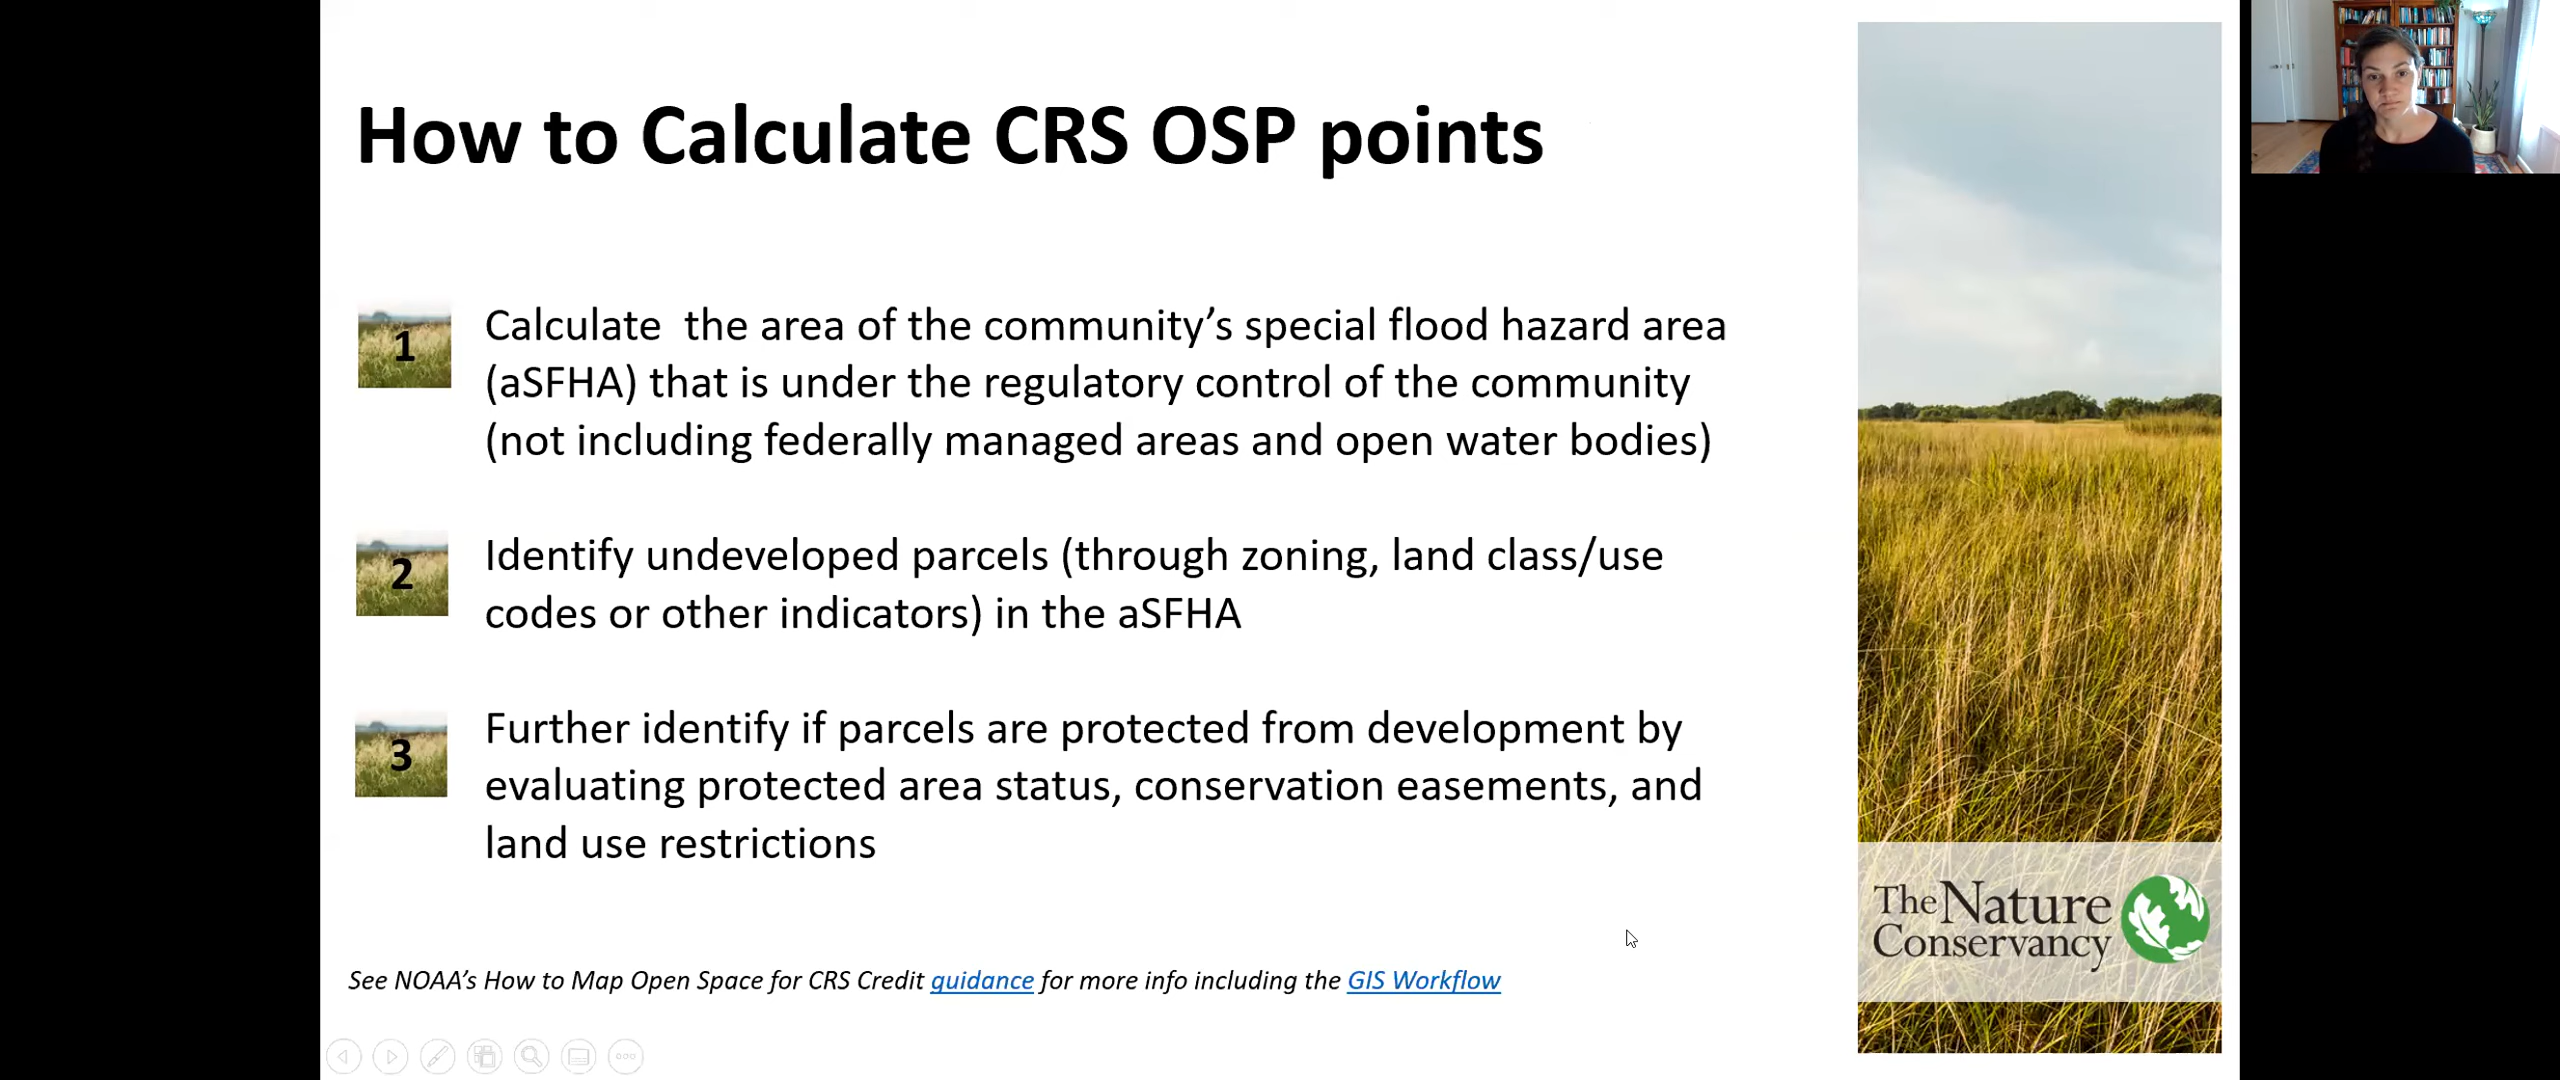 How to Calculate CRS OSP points
1
Calculate  the area of the community’s special flood hazard area
(aSFHA) that is under the regulatory control of the community
(not including federally managed areas and open water bodies)
2
Identify undeveloped parcels (through zoning, land class/use
codes or other indicators) in the aSFHA
3
Further identify if parcels are protected from development by
evaluating protected area status, conservation easements, and
land use restrictions
See NOAA’s How to Map Open Space for CRS Credit guidance for more info including the GIS Workflow
The Nature
Conservancy